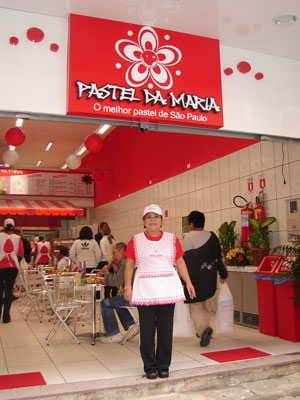 PASTEL DA MARIA
O melhor pastel de São Paulo